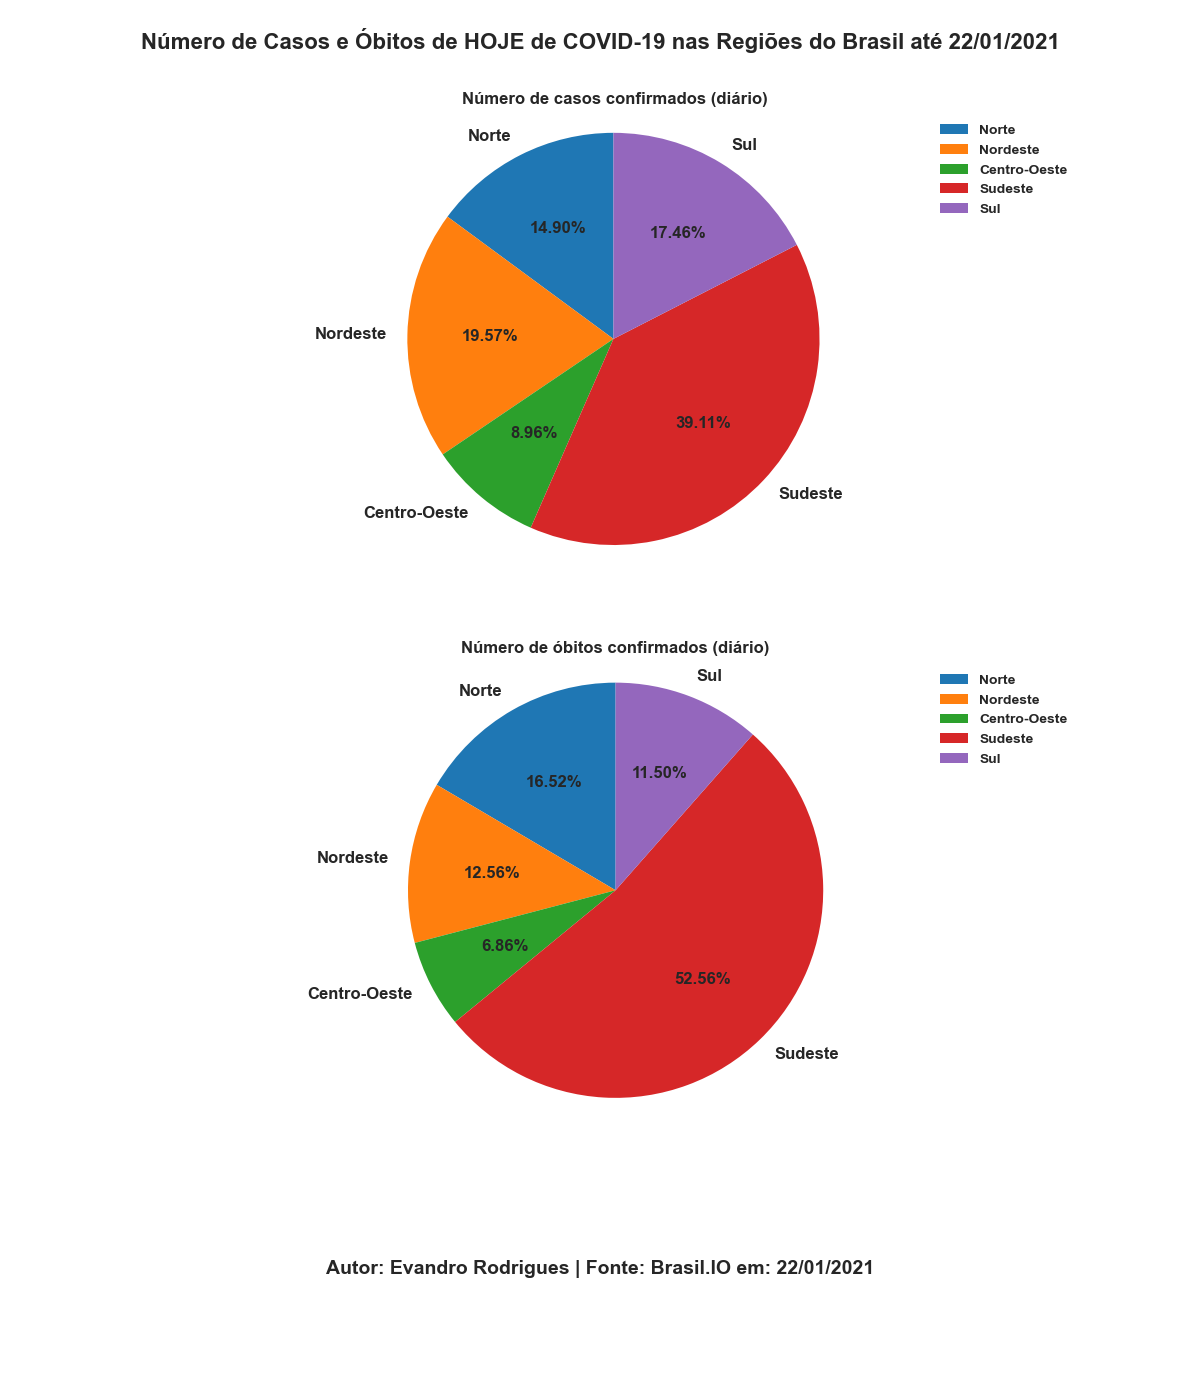 Número de Casos e Óbitos de HOJE de COVID-19 nas Regiões do Brasil até 22/01/2021
Número de casos confirmados (diário)
Norte
Sul
14.90%
17.46%
Nordeste
19.57%
39.11%
8.96%
Sudeste
Centro-Oeste
Norte
Nordeste
Centro-Oeste
Sudeste
Sul
Número de óbitos confirmados (diário)
Sul
Norte
11.50%
16.52%
Nordeste
12.56%
6.86%
52.56%
Centro-Oeste
Sudeste
Norte
Nordeste
Centro-Oeste
Sudeste
Sul
Autor: Evandro Rodrigues | Fonte: Brasil.IO em: 22/01/2021